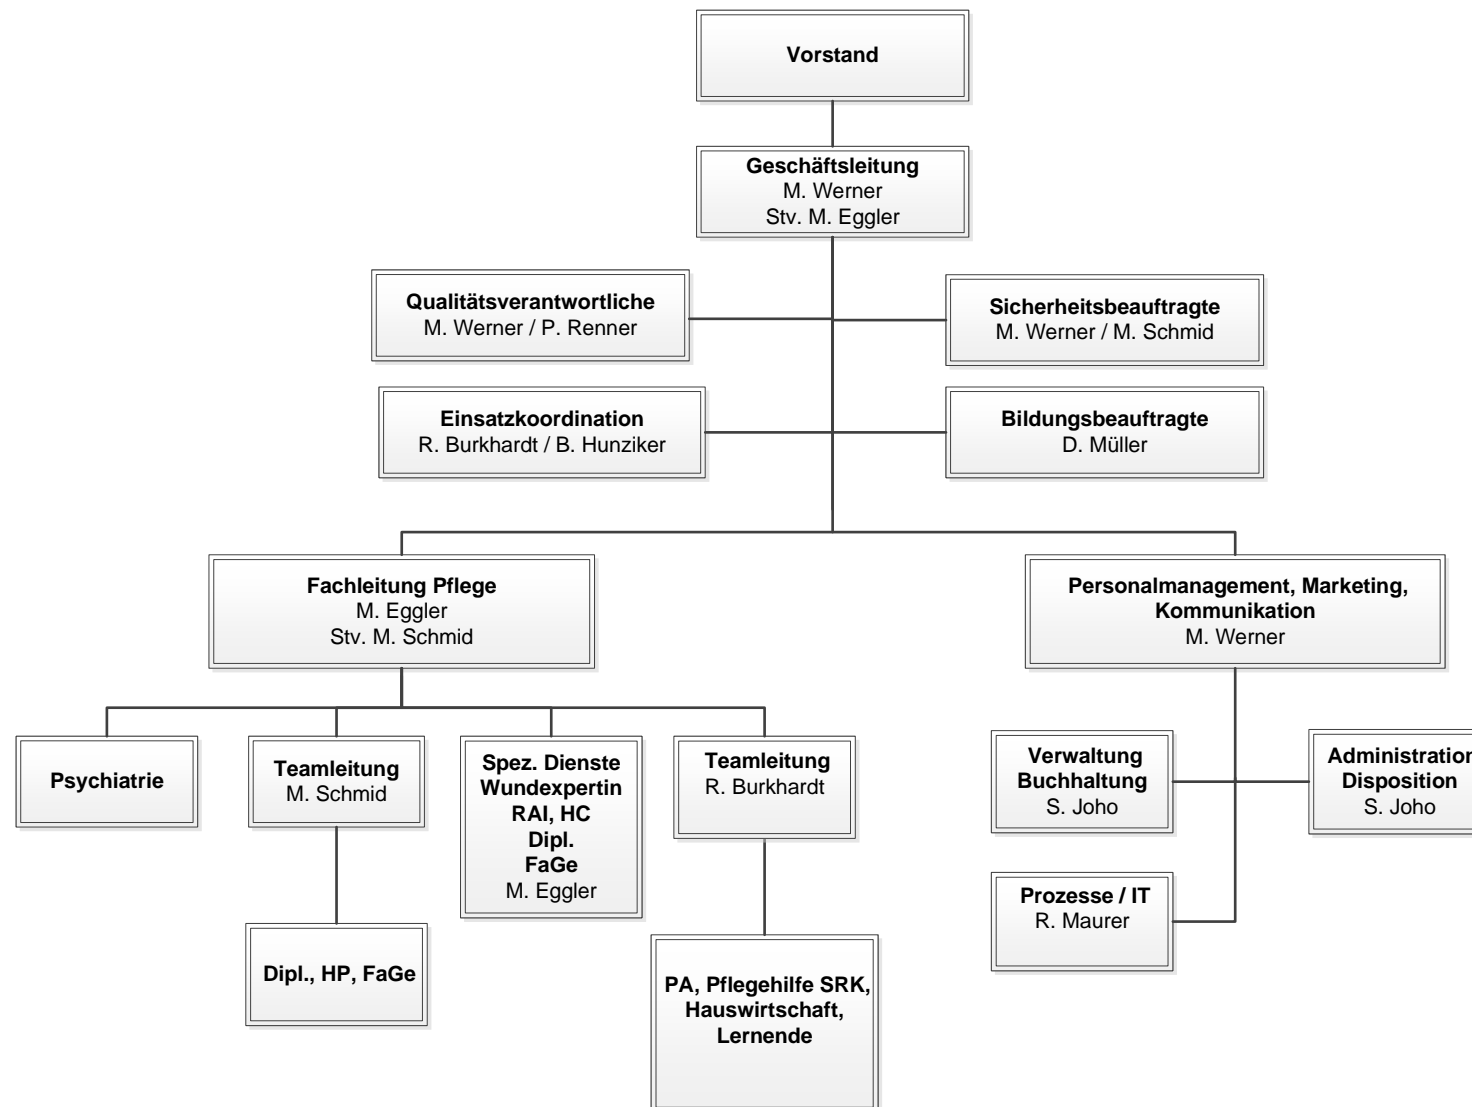 Vorstand
Geschäftsleitung
M. Werner
Stv. M. Eggler
Qualitätsverantwortliche
M. Werner / P. Renner
Sicherheitsbeauftragte
M. Werner / M. Schmid
Einsatzkoordination
R. Burkhardt / B. Hunziker
Bildungsbeauftragte
D. Müller
Fachleitung Pflege
M. Eggler
Stv. M. Schmid
Personalmanagement, Marketing,
Kommunikation
M. Werner
Psychiatrie
Teamleitung
M. Schmid
Spez. Dienste
Wundexpertin
RAI, HC
Dipl.
FaGe
M. Eggler
Teamleitung
R. Burkhardt
Verwaltung
Buchhaltung
S. Joho
Administration
Disposition
S. Joho
Prozesse / IT
R. Maurer
Dipl., HP, FaGe
PA, Pflegehilfe SRK,
Hauswirtschaft,
Lernende